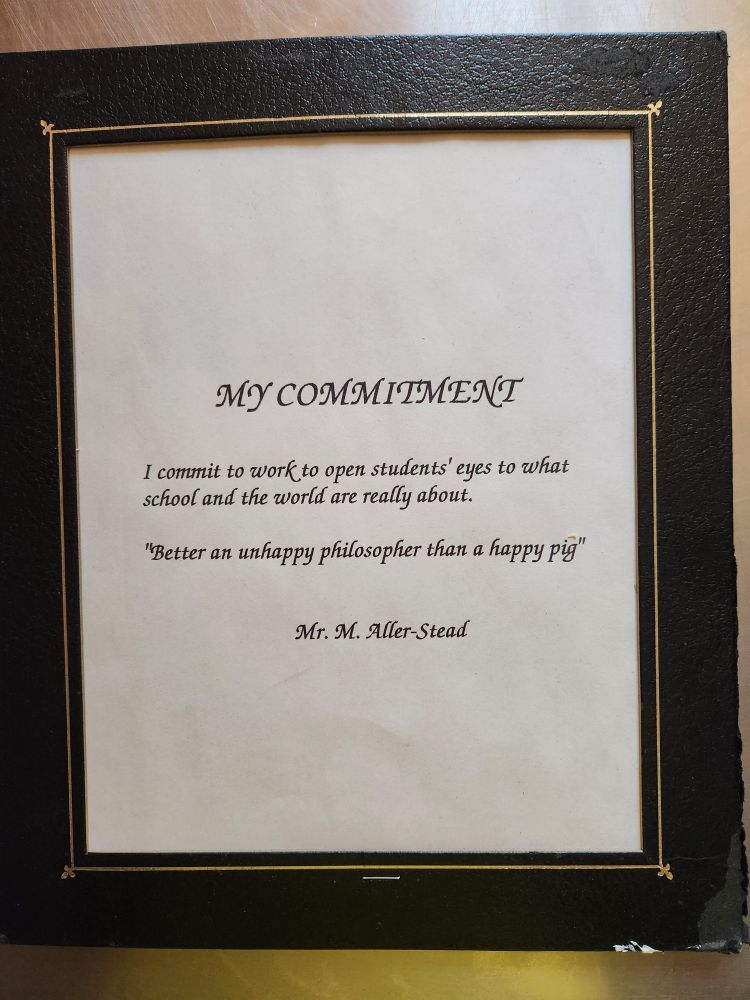 MY COMMITMENT
I commit to work to open students' eyes to what
school and the world are really about.
"Better an unhappy philosopher than a happy pig"
Mr. M. Aller-Stead